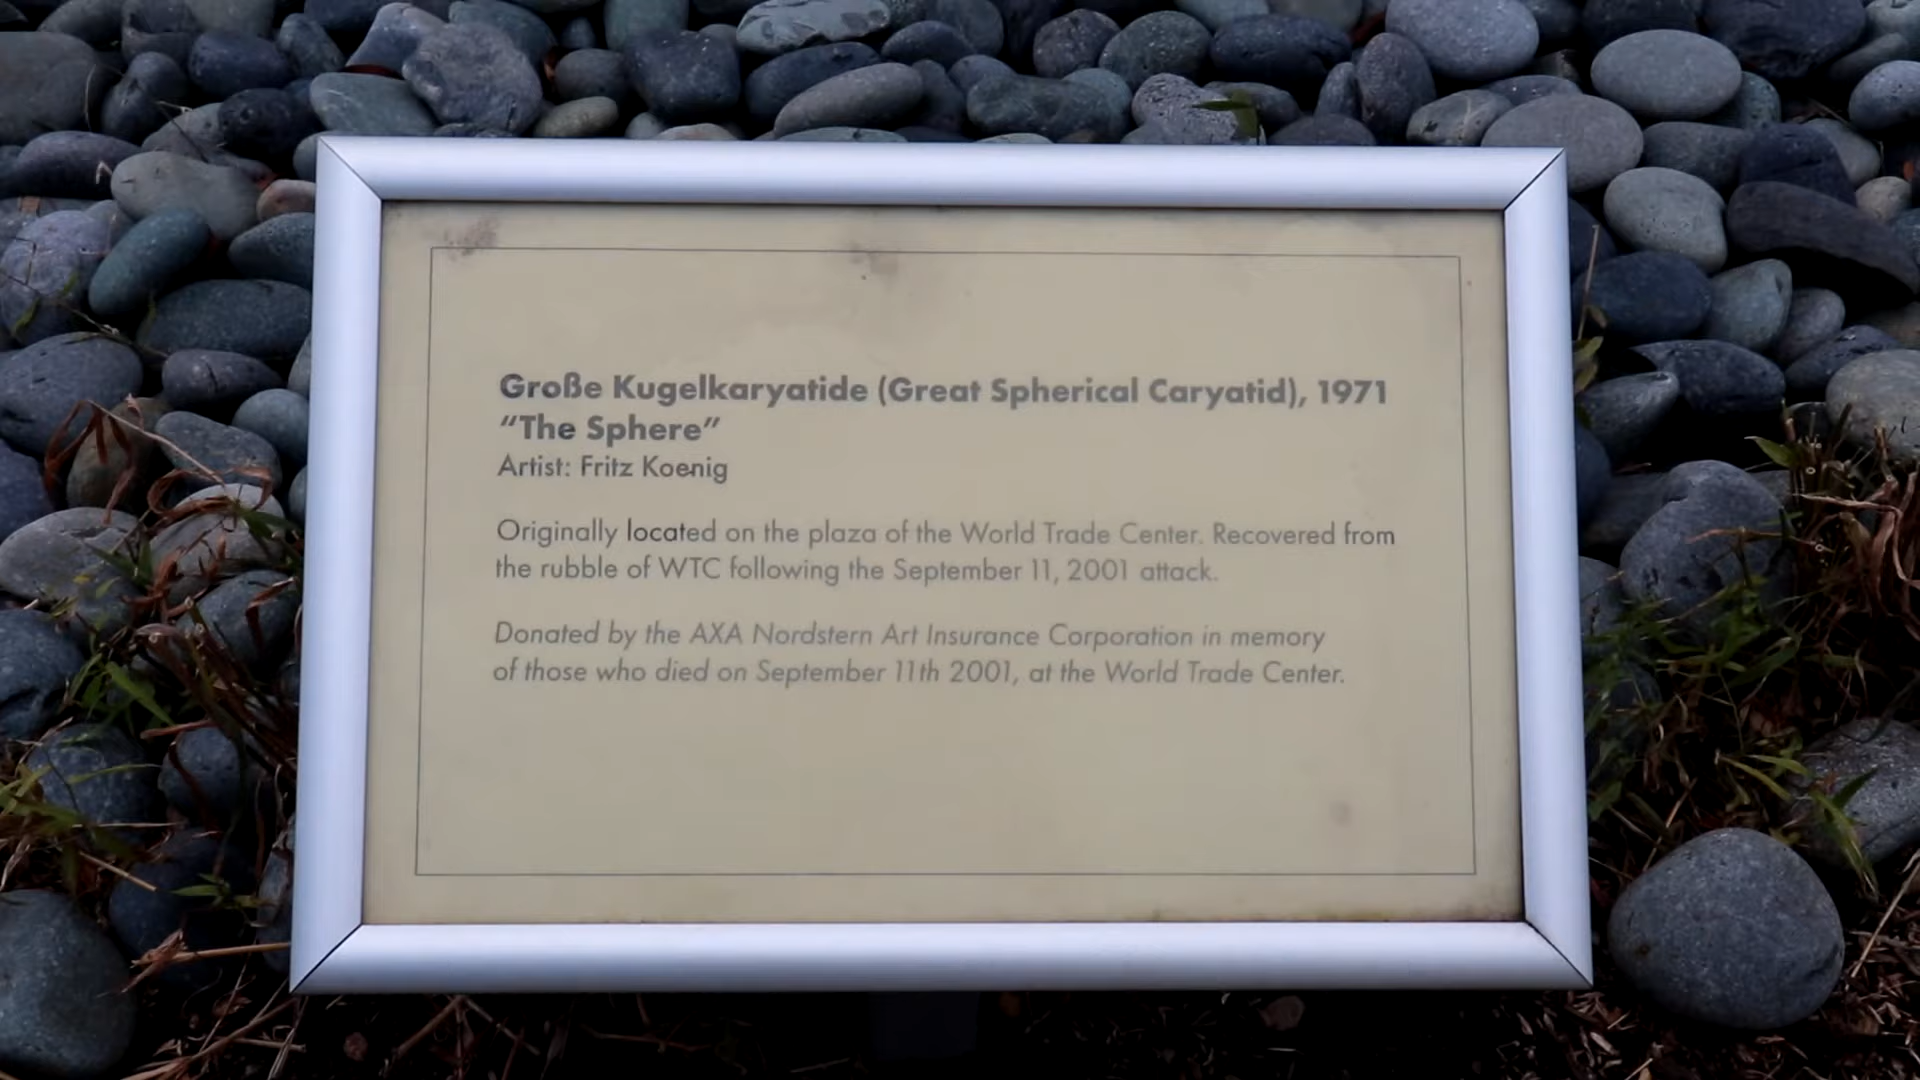 Große Kugelkaryatide (Great Spherical Caryatid), 1971
“The Sphere”
Artist: Fritz Koenig
Originally located on the plaza of the World Trade Center. Recovered from
the rubble of WTC following the September 11, 2001 attack.
Donated by the AXA Nordstern Art Insurance Corporation in memory
of those who died on September 11th 2001, at the World Trade Center.